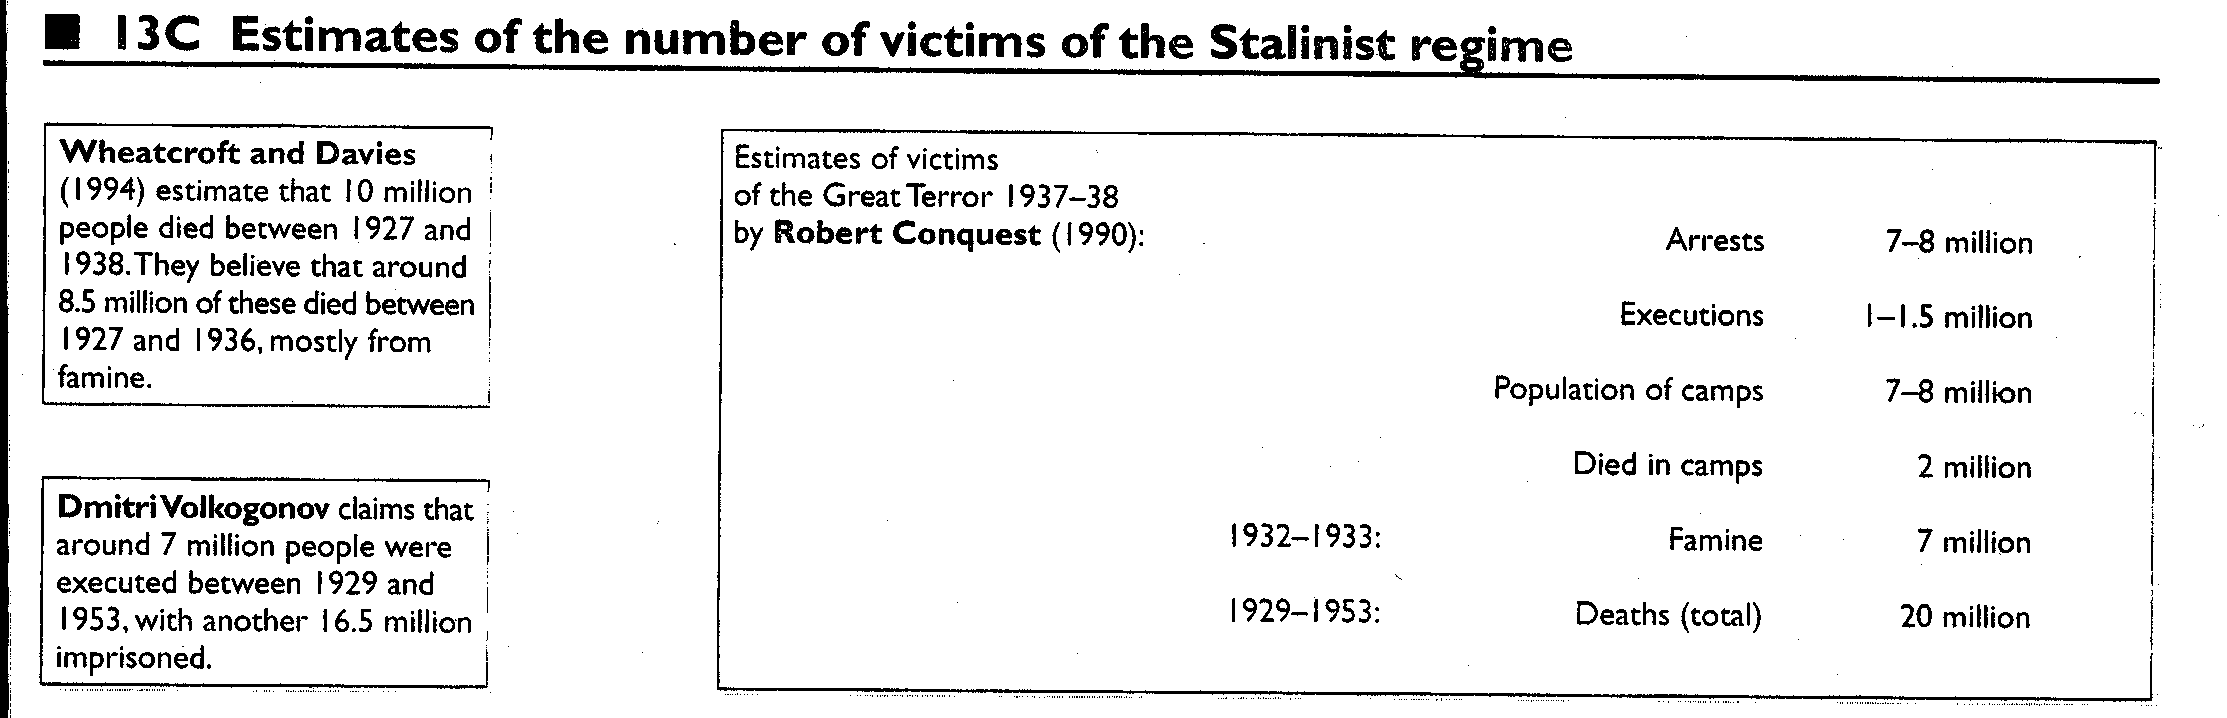 ■ 13C Estimates of the number of victims of the Stalinist regime
Wheatcroft and Davies
(1994) estimate that 10 million
people died between 1927 and
1938. They believe that around
8.5 million of these died between
1927 and 1936, mostly from
famine.
Dmitri Volkogonov claims that
around 7 million people were
executed between 1929 and
1953, with another 16.5 million
imprisoned.
Estimates of victims
of the Great Terror 1937–38
by Robert Conquest (1990):
Arrests 7–8 million
Executions 1–1.5 million
Population of camps 7–8 million
Died in camps 2 million
1932–1933: Famine 7 million
1929–1953: Deaths (total) 20 million